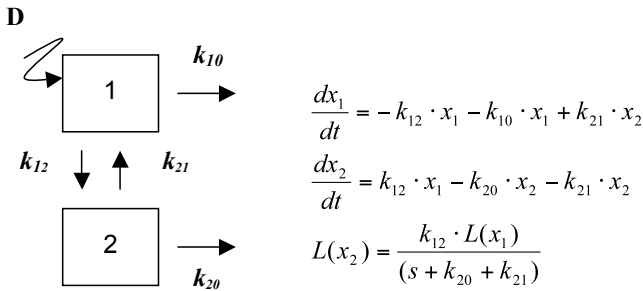 D
k10
1
k12
k21
2
k20
dx1/dt = −k12 · x1 − k10 · x1 + k21 · x2
dx2/dt = k12 · x1 − k20 · x2 − k21 · x2
L(x2) = k12 · L(x1) / (s + k20 + k21)